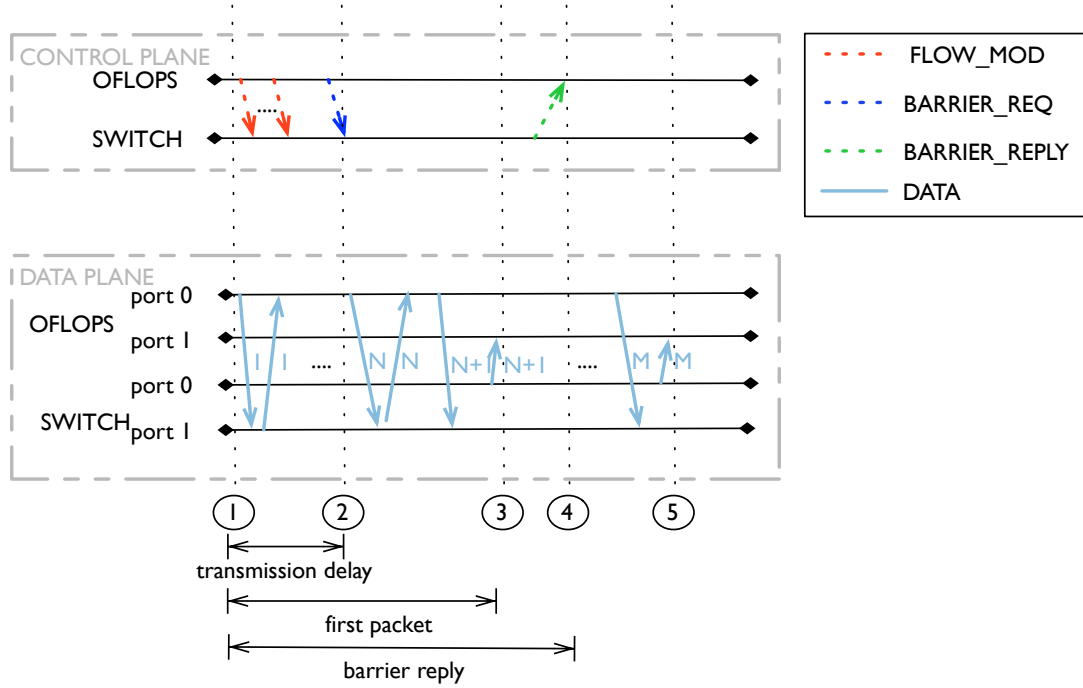 CONTROL PLANE
OFLOPS
....
SWITCH
FLOW_MOD
BARRIER_REQ
BARRIER_REPLY
DATA
DATA PLANE
port 0
OFLOPS
port 1
1 1 .... N N N+1 N+1 .... M M
port 0
SWITCH
port 1
1 2 3 4 5
transmission delay
first packet
barrier reply